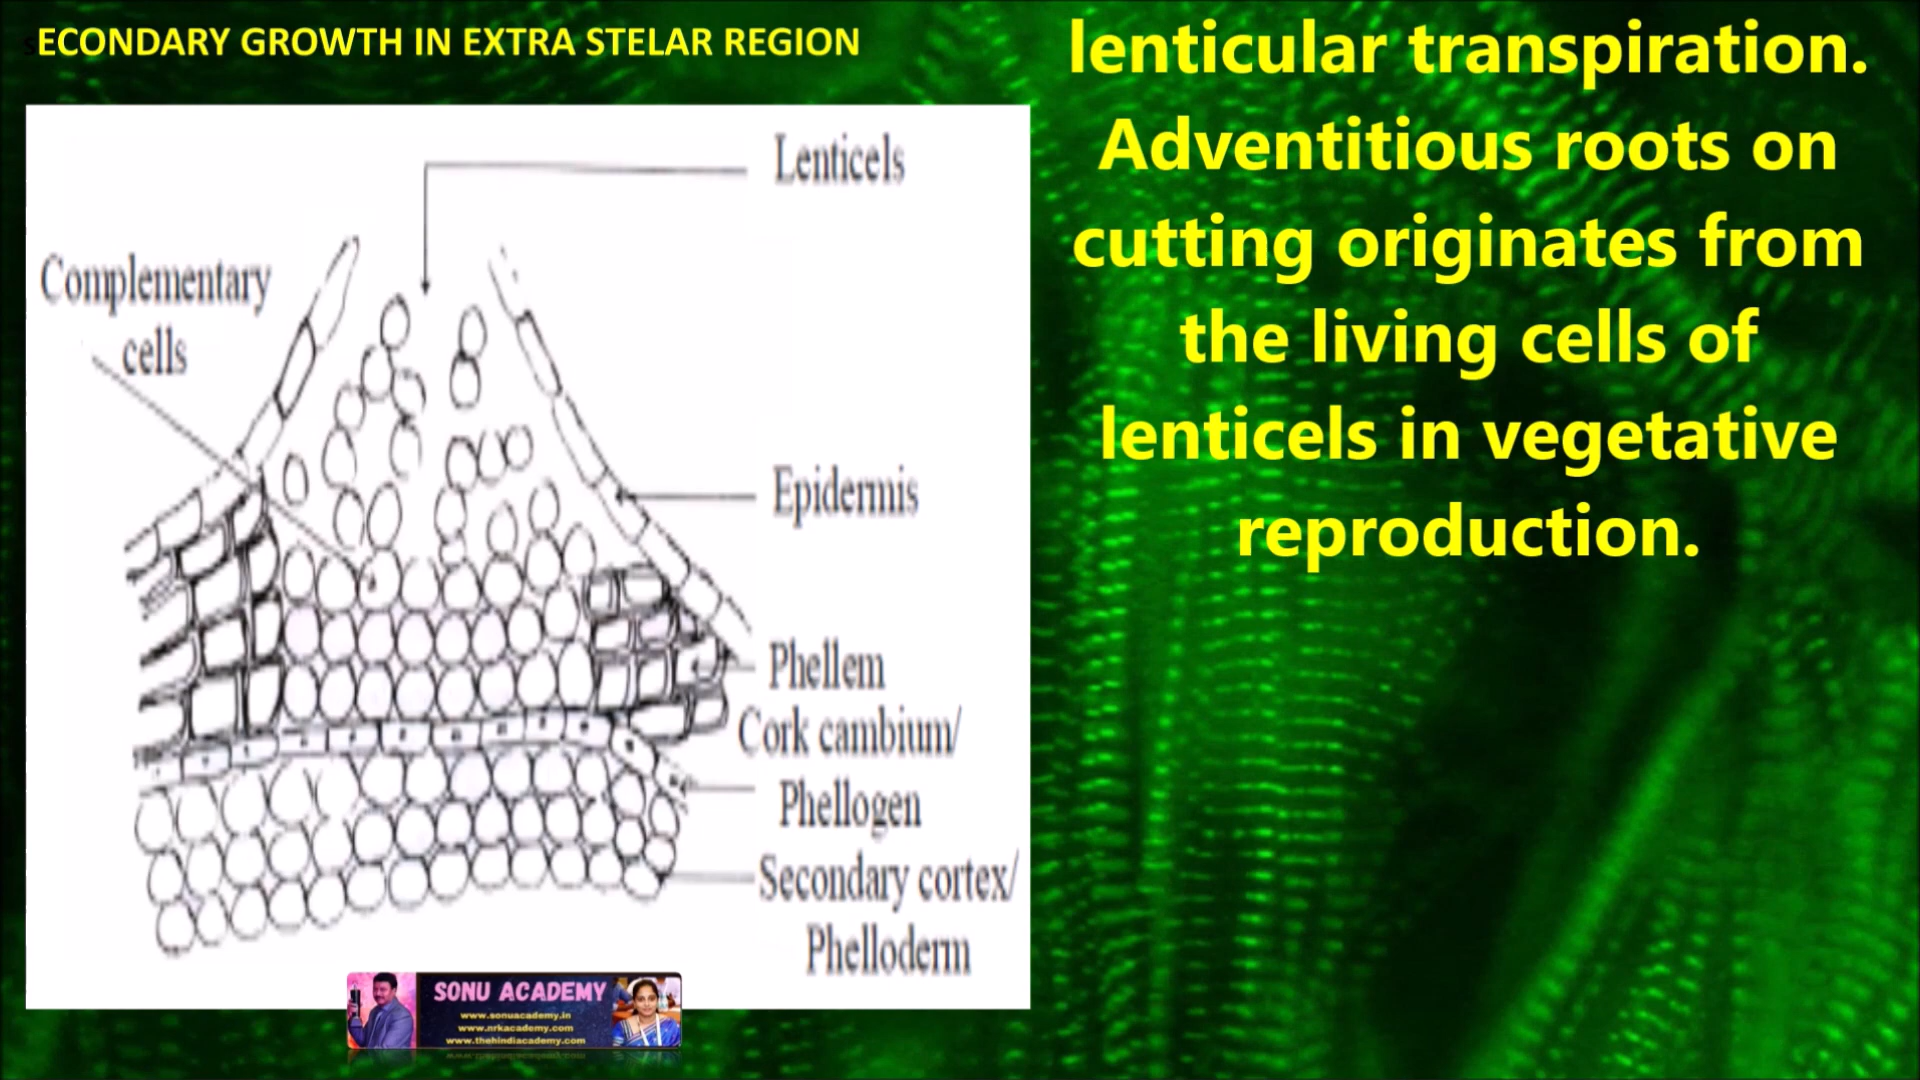 SECONDARY GROWTH IN EXTRA STELAR REGION
lenticular transpiration.
Adventitious roots on
cutting originates from
the living cells of
lenticels in vegetative
reproduction.
Lenticels
Complementary
cells
Epidermis
Phellem
Cork cambium/
Phellogen
Secondary cortex/
Phelloderm
SONU ACADEMY
www.sonuacademy.in
www.nrkacademy.com
www.thehindiacademy.com